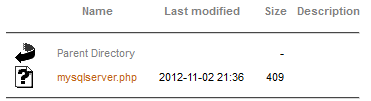 Name Last modified Size Description
Parent Directory -
mysqlserver.php 2012-11-02 21:36 409